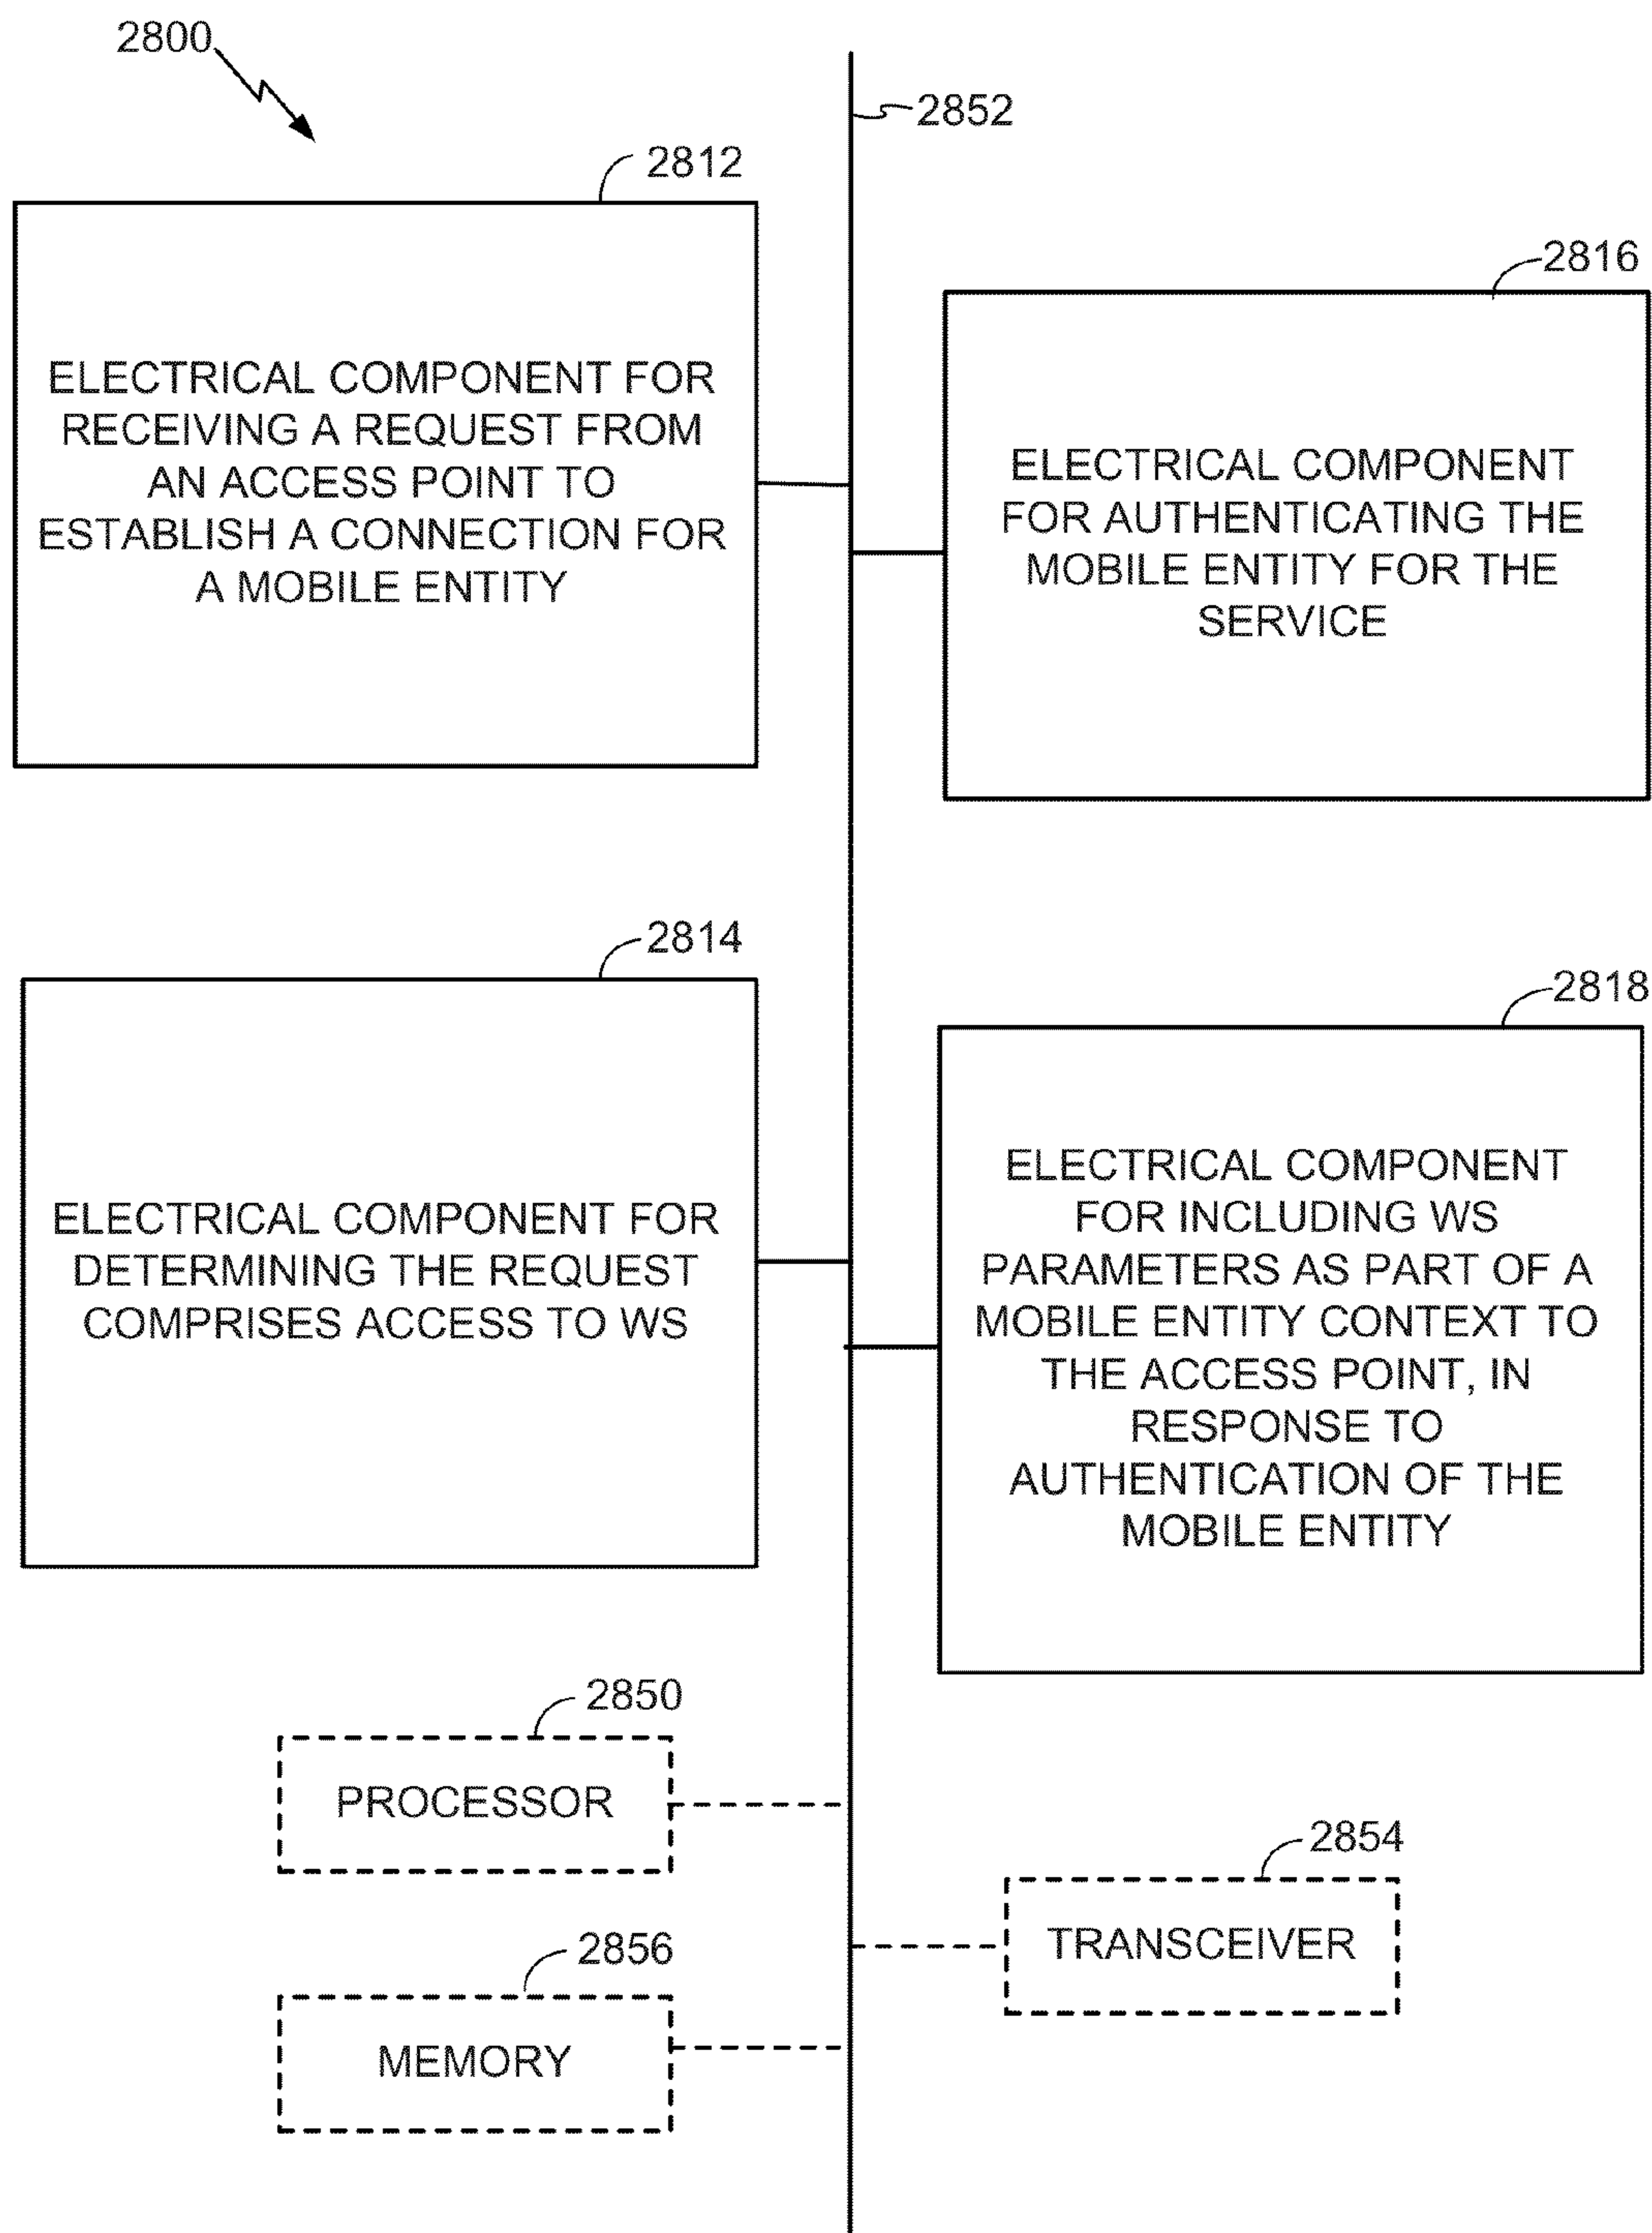 2800
2852
2812
ELECTRICAL COMPONENT FOR
RECEIVING A REQUEST FROM
AN ACCESS POINT TO
ESTABLISH A CONNECTION FOR
A MOBILE ENTITY
2816
ELECTRICAL COMPONENT
FOR AUTHENTICATING THE
MOBILE ENTITY FOR THE
SERVICE
2814
ELECTRICAL COMPONENT FOR
DETERMINING THE REQUEST
COMPRISES ACCESS TO WS
2818
ELECTRICAL COMPONENT
FOR INCLUDING WS
PARAMETERS AS PART OF A
MOBILE ENTITY CONTEXT TO
THE ACCESS POINT, IN
RESPONSE TO
AUTHENTICATION OF THE
MOBILE ENTITY
2850
PROCESSOR
2854
TRANSCEIVER
2856
MEMORY